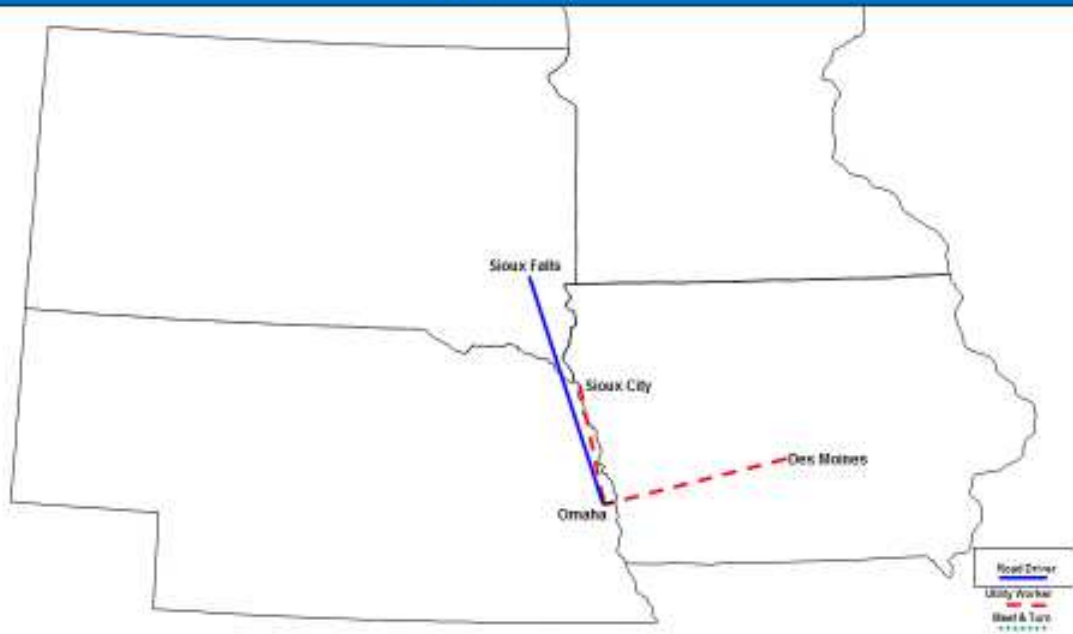 Sioux Falls
Sioux City
Des Moines
Omaha
Road Driver
Utility Worker
Meet & Turn